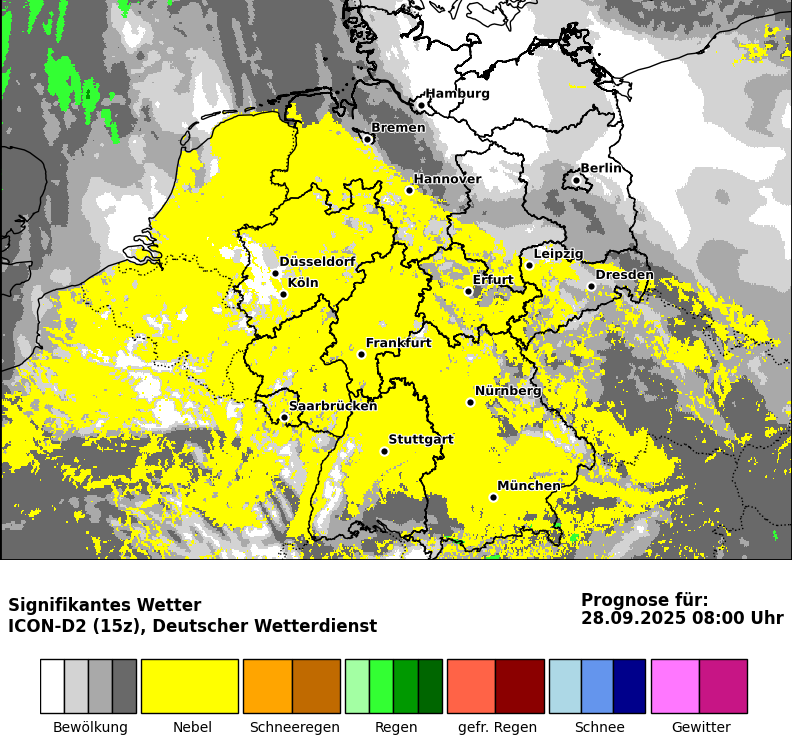 Hamburg
Bremen
Berlin
Hannover
Leipzig
Düsseldorf
Dresden
Köln
Erfurt
Frankfurt
Nürnberg
Saarbrücken
Stuttgart
München
Signifikantes Wetter
ICON-D2 (15z), Deutscher Wetterdienst
Prognose für:
28.09.2025 08:00 Uhr
Bewölkung Nebel Schneeregen Regen gefr. Regen Schnee Gewitter